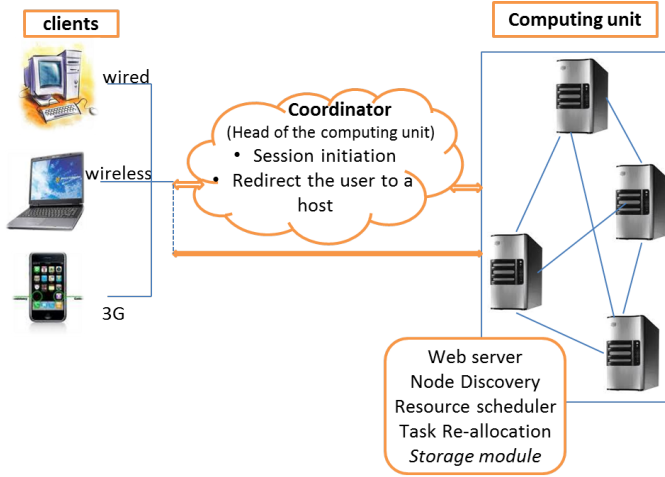 clients
Computing unit
wired
wireless
3G
Coordinator
(Head of the computing unit)
• Session initiation
• Redirect the user to a
host
Web server
Node Discovery
Resource scheduler
Task Re-allocation
Storage module